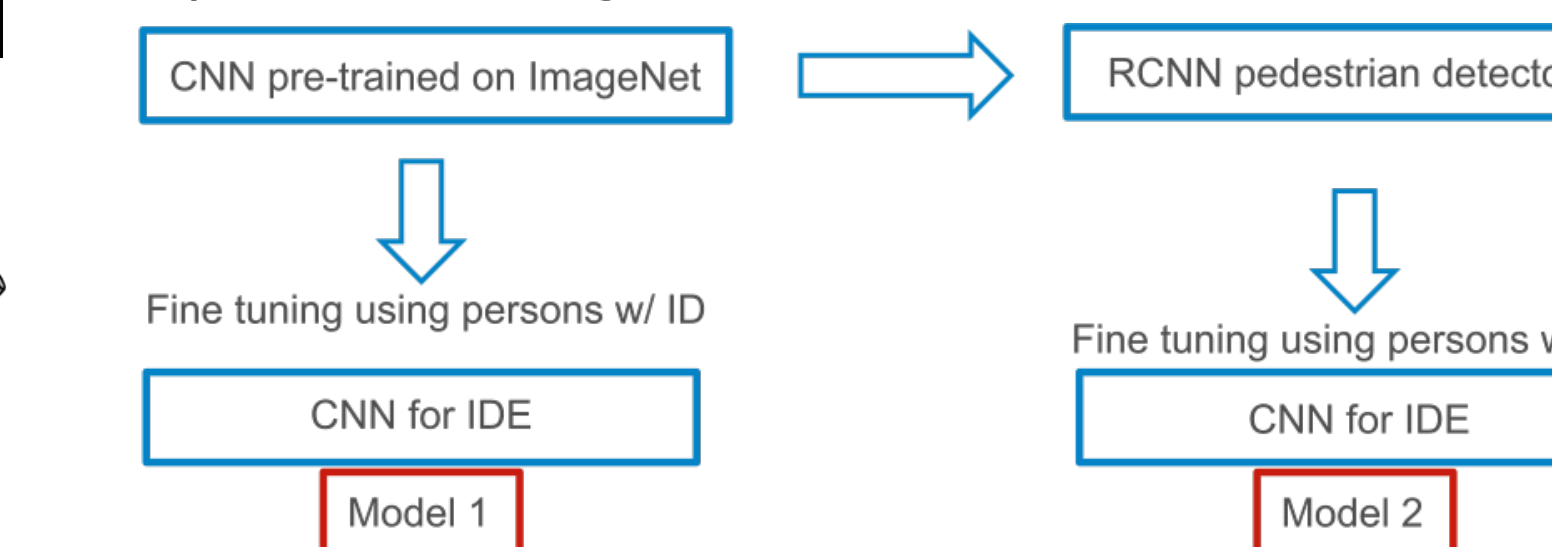 CNN pre-trained on ImageNet
RCNN pedestrian
Fine tuning using persons w/ ID
Fine tuning using persons
CNN for IDE
CNN for IDE
Model 1
Model 2